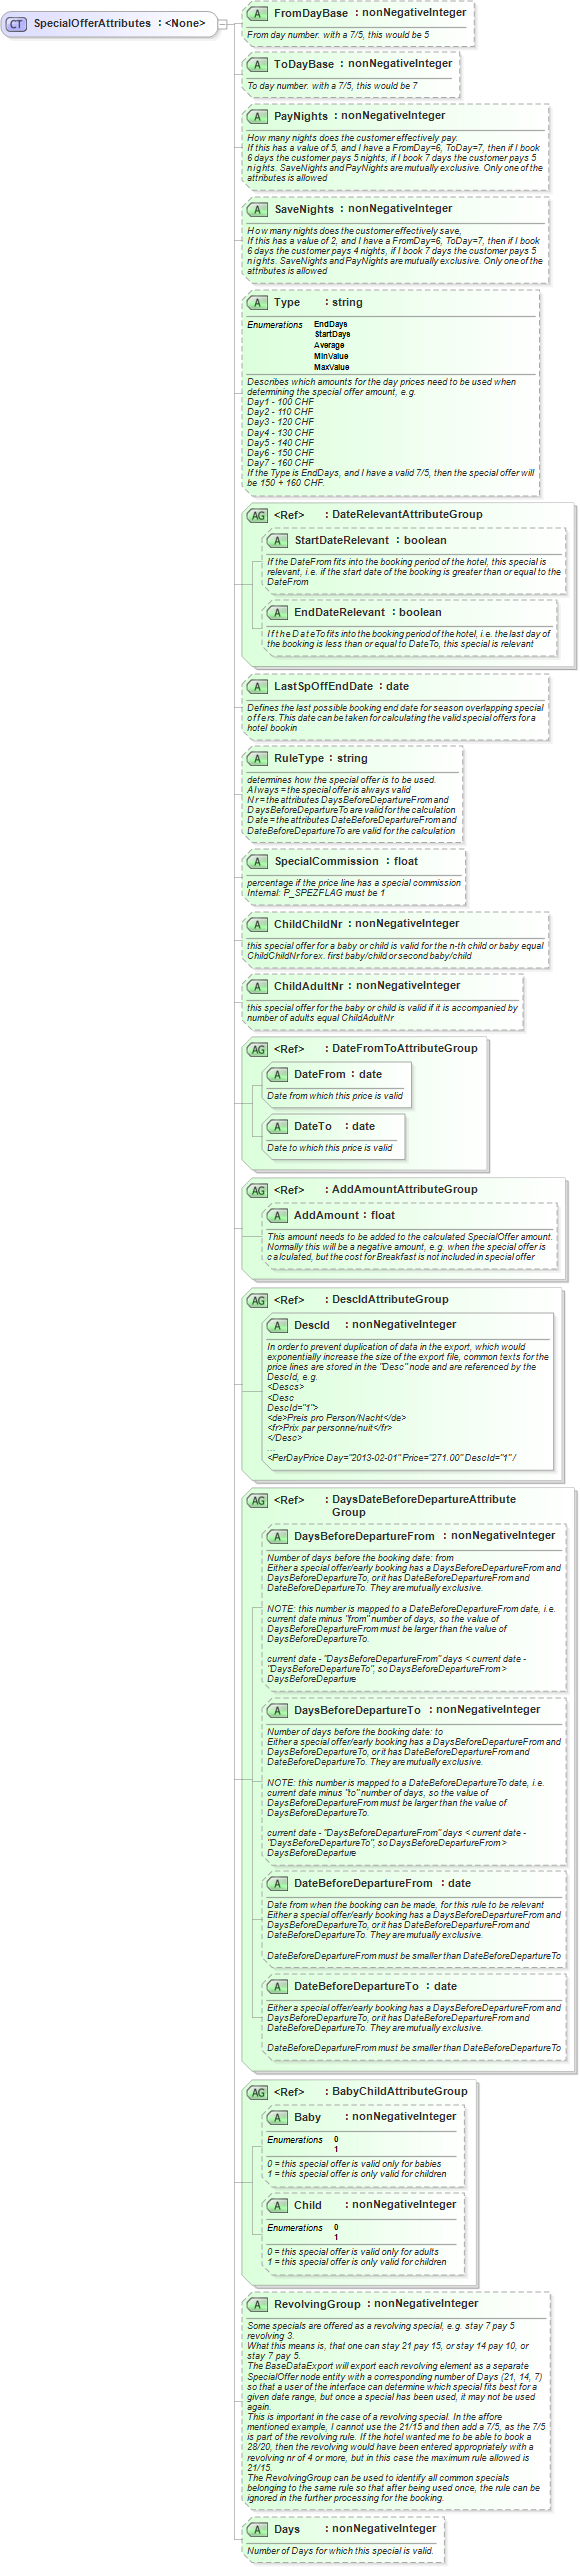 CT SpecialOfferAttributes : <None>
A FromDayBase : nonNegativeInteger
From day number. with a 7/5, this would be 5
A ToDayBase : nonNegativeInteger
To day number. with a 7/5, this would be 7
A PayNights : nonNegativeInteger
How many nights does the customer effectively pay.
If this has a value of 5, and I have a FromDay=6, ToDay=7, then if I book
6 days the customer pays 5 nights, if I book 7 days the customer pays 5
nights. SaveNights and PayNights are mutually exclusive. Only one of the
attributes is allowed
A SaveNights : nonNegativeInteger
How many nights does the customer effectively save,
If this has a value of 2, and I have a FromDay=6, ToDay=7, then if I book
6 days the customer pays 4 nights, if I book 7 days the customer pays 5
nights. SaveNights and PayNights are mutually exclusive. Only one of the
attributes is allowed
A Type : string
Enumerations EndDays
StartDays
Average
MinValue
MaxValue
Describes which amounts for the day prices need to be used when
determining the special offer amount, e.g.
Day1 - 100 CHF
Day2 - 110 CHF
Day3 - 120 CHF
Day4 - 130 CHF
Day5 - 140 CHF
Day6 - 150 CHF
Day7 - 160 CHF
If the Type is EndDays, and I have a valid 7/5, then the special offer will
be 150 + 160 CHF.
AG <Ref> : DateRelevantAttributeGroup
A StartDateRelevant : boolean
If the DateFrom fits into the booking period of the hotel, this special is
relevant, i.e. if the start date of the booking is greater than or equal to the
DateFrom
A EndDateRelevant : boolean
If the DateTo fits into the booking period of the hotel, i.e. the last day of
the booking is less than or equal to DateTo, this special is relevant
A LastSpOffEndDate : date
Defines the last possible booking end date for season overlapping special
offers. This date can be taken for calculating the valid special offers for a
hotel bookin
A RuleType : string
determines how the special offer is to be used.
Always = the special offer is always valid
Nr = the attributes DaysBeforeDepartureFrom and
DaysBeforeDepartureTo are valid for the calculation
Date = the attributes DateBeforeDepartureFrom and
DateBeforeDepartureTo are valid for the calculation
A SpecialCommission : float
percentage if the price line has a special commission
Internal: P_SPEZFLAG must be 1
A ChildChildNr : nonNegativeInteger
this special offer for a baby or child is valid for the n-th child or baby equal
ChildChildNr for ex. first baby/child or second baby/child
A ChildAdultNr : nonNegativeInteger
this special offer for the baby or child is valid if it is accompanied by
number of adults equal ChildAdultNr
AG <Ref> : DateFromToAttributeGroup
A DateFrom : date
Date from which this price is valid
A DateTo : date
Date to which this price is valid
AG <Ref> : AddAmountAttributeGroup
A AddAmount : float
This amount needs to be added to the calculated SpecialOffer amount.
Normally this will be a negative amount, e.g. when the special offer is
calculated, but the cost for Breakfast is not included in special offer
AG <Ref> : DescIdAttributeGroup
A DescId : nonNegativeInteger
In order to prevent duplication of data in the export, which would
exponentially increase the size of the export file, common texts for the
price lines are stored in the "Desc" node and are referenced by the
DescId, e.g.
<Descs>
<Desc
DescId="1">
<de>Preis pro Person/Nacht</de>
<fr>Prix par personne/nuit</fr>
</Desc>
...
<PerDayPrice Day="2013-02-01" Price="271.00" DescId="1" /
AG <Ref> : DaysDateBeforeDepartureAttribute
Group
A DaysBeforeDepartureFrom : nonNegativeInteger
Number of days before the booking date: from
Either a special offer/early booking has a DaysBeforeDepartureFrom and
DaysBeforeDepartureTo, or it has DateBeforeDepartureFrom and
DateBeforeDepartureTo. They are mutually exclusive.
NOTE: this number is mapped to a DateBeforeDepartureFrom date, i.e.
current date minus "from" number of days, so the value of
DaysBeforeDepartureFrom must be larger than the value of
DaysBeforeDepartureTo.
current date - "DaysBeforeDepartureFrom" days < current date -
"DaysBeforeDepartureTo", so DaysBeforeDepartureFrom >
DaysBeforeDeparture
A DaysBeforeDepartureTo : nonNegativeInteger
Number of days before the booking date: to
Either a special offer/early booking has a DaysBeforeDepartureFrom and
DaysBeforeDepartureTo, or it has DateBeforeDepartureFrom and
DateBeforeDepartureTo. They are mutually exclusive.
NOTE: this number is mapped to a DateBeforeDepartureTo date, i.e.
current date minus "to" number of days, so the value of
DaysBeforeDepartureFrom must be larger than the value of
DaysBeforeDepartureTo.
current date - "DaysBeforeDepartureFrom" days < current date -
"DaysBeforeDepartureTo", so DaysBeforeDepartureFrom >
DaysBeforeDeparture
A DateBeforeDepartureFrom : date
Date from when the booking can be made, for this rule to be relevant
Either a special offer/early booking has a DaysBeforeDepartureFrom and
DaysBeforeDepartureTo, or it has DateBeforeDepartureFrom and
DateBeforeDepartureTo. They are mutually exclusive.
DateBeforeDepartureFrom must be smaller than DateBeforeDepartureTo
A DateBeforeDepartureTo : date
Either a special offer/early booking has a DaysBeforeDepartureFrom and
DaysBeforeDepartureTo, or it has DateBeforeDepartureFrom and
DateBeforeDepartureTo. They are mutually exclusive.
DateBeforeDepartureFrom must be smaller than DateBeforeDepartureTo
AG <Ref> : BabyChildAttributeGroup
A Baby : nonNegativeInteger
Enumerations 0
1
0 = this special offer is valid only for babies
1 = this special offer is only valid for children
A Child : nonNegativeInteger
Enumerations 0
1
0 = this special offer is valid only for adults
1 = this special offer is only valid for children
A RevolvingGroup : nonNegativeInteger
Some specials are offered as a revolving special, e.g. stay 7 pay 5
revolving 3.
What this means is, that one can stay 21 pay 15, or stay 14 pay 10, or
stay 7 pay 5.
The BaseDataExport will export each revolving element as a separate
SpecialOffer node entity with a corresponding number of Days (21, 14, 7)
so that a user of the interface can determine which special fits best for a
given date range, but once a special has been used, it may not be used
again.
This is important in the case of a revolving special. In the affore
mentioned example, I cannot use the 21/15 and then add a 7/5, as the 7/5
is part of the revolving rule. If the hotel wanted me to be able to book a
28/20, then the revolving would have been entered appropriately with a
revolving nr of 4 or more, but in this case the maximum rule allowed is
21/15.
The RevolvingGroup can be used to identify all common specials
belonging to the same rule so that after being used once, the rule can be
ignored in the further processing for the booking.
A Days : nonNegativeInteger
Number of Days for which this special is valid.